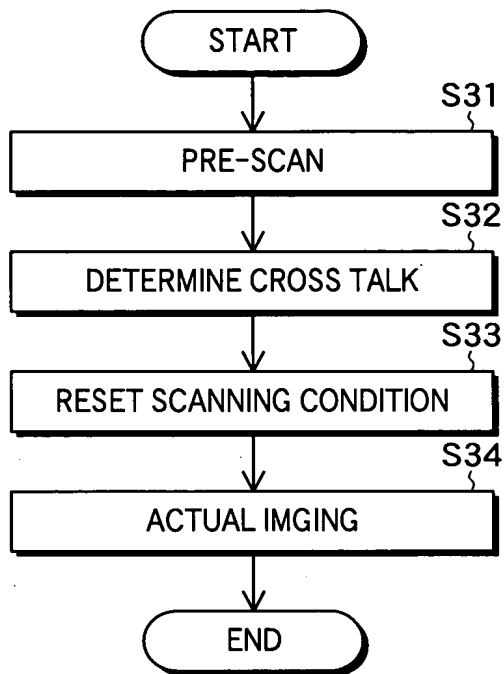 START
S31
PRE-SCAN
S32
DETERMINE CROSS TALK
S33
RESET SCANNING CONDITION
S34
ACTUAL IMGING
END